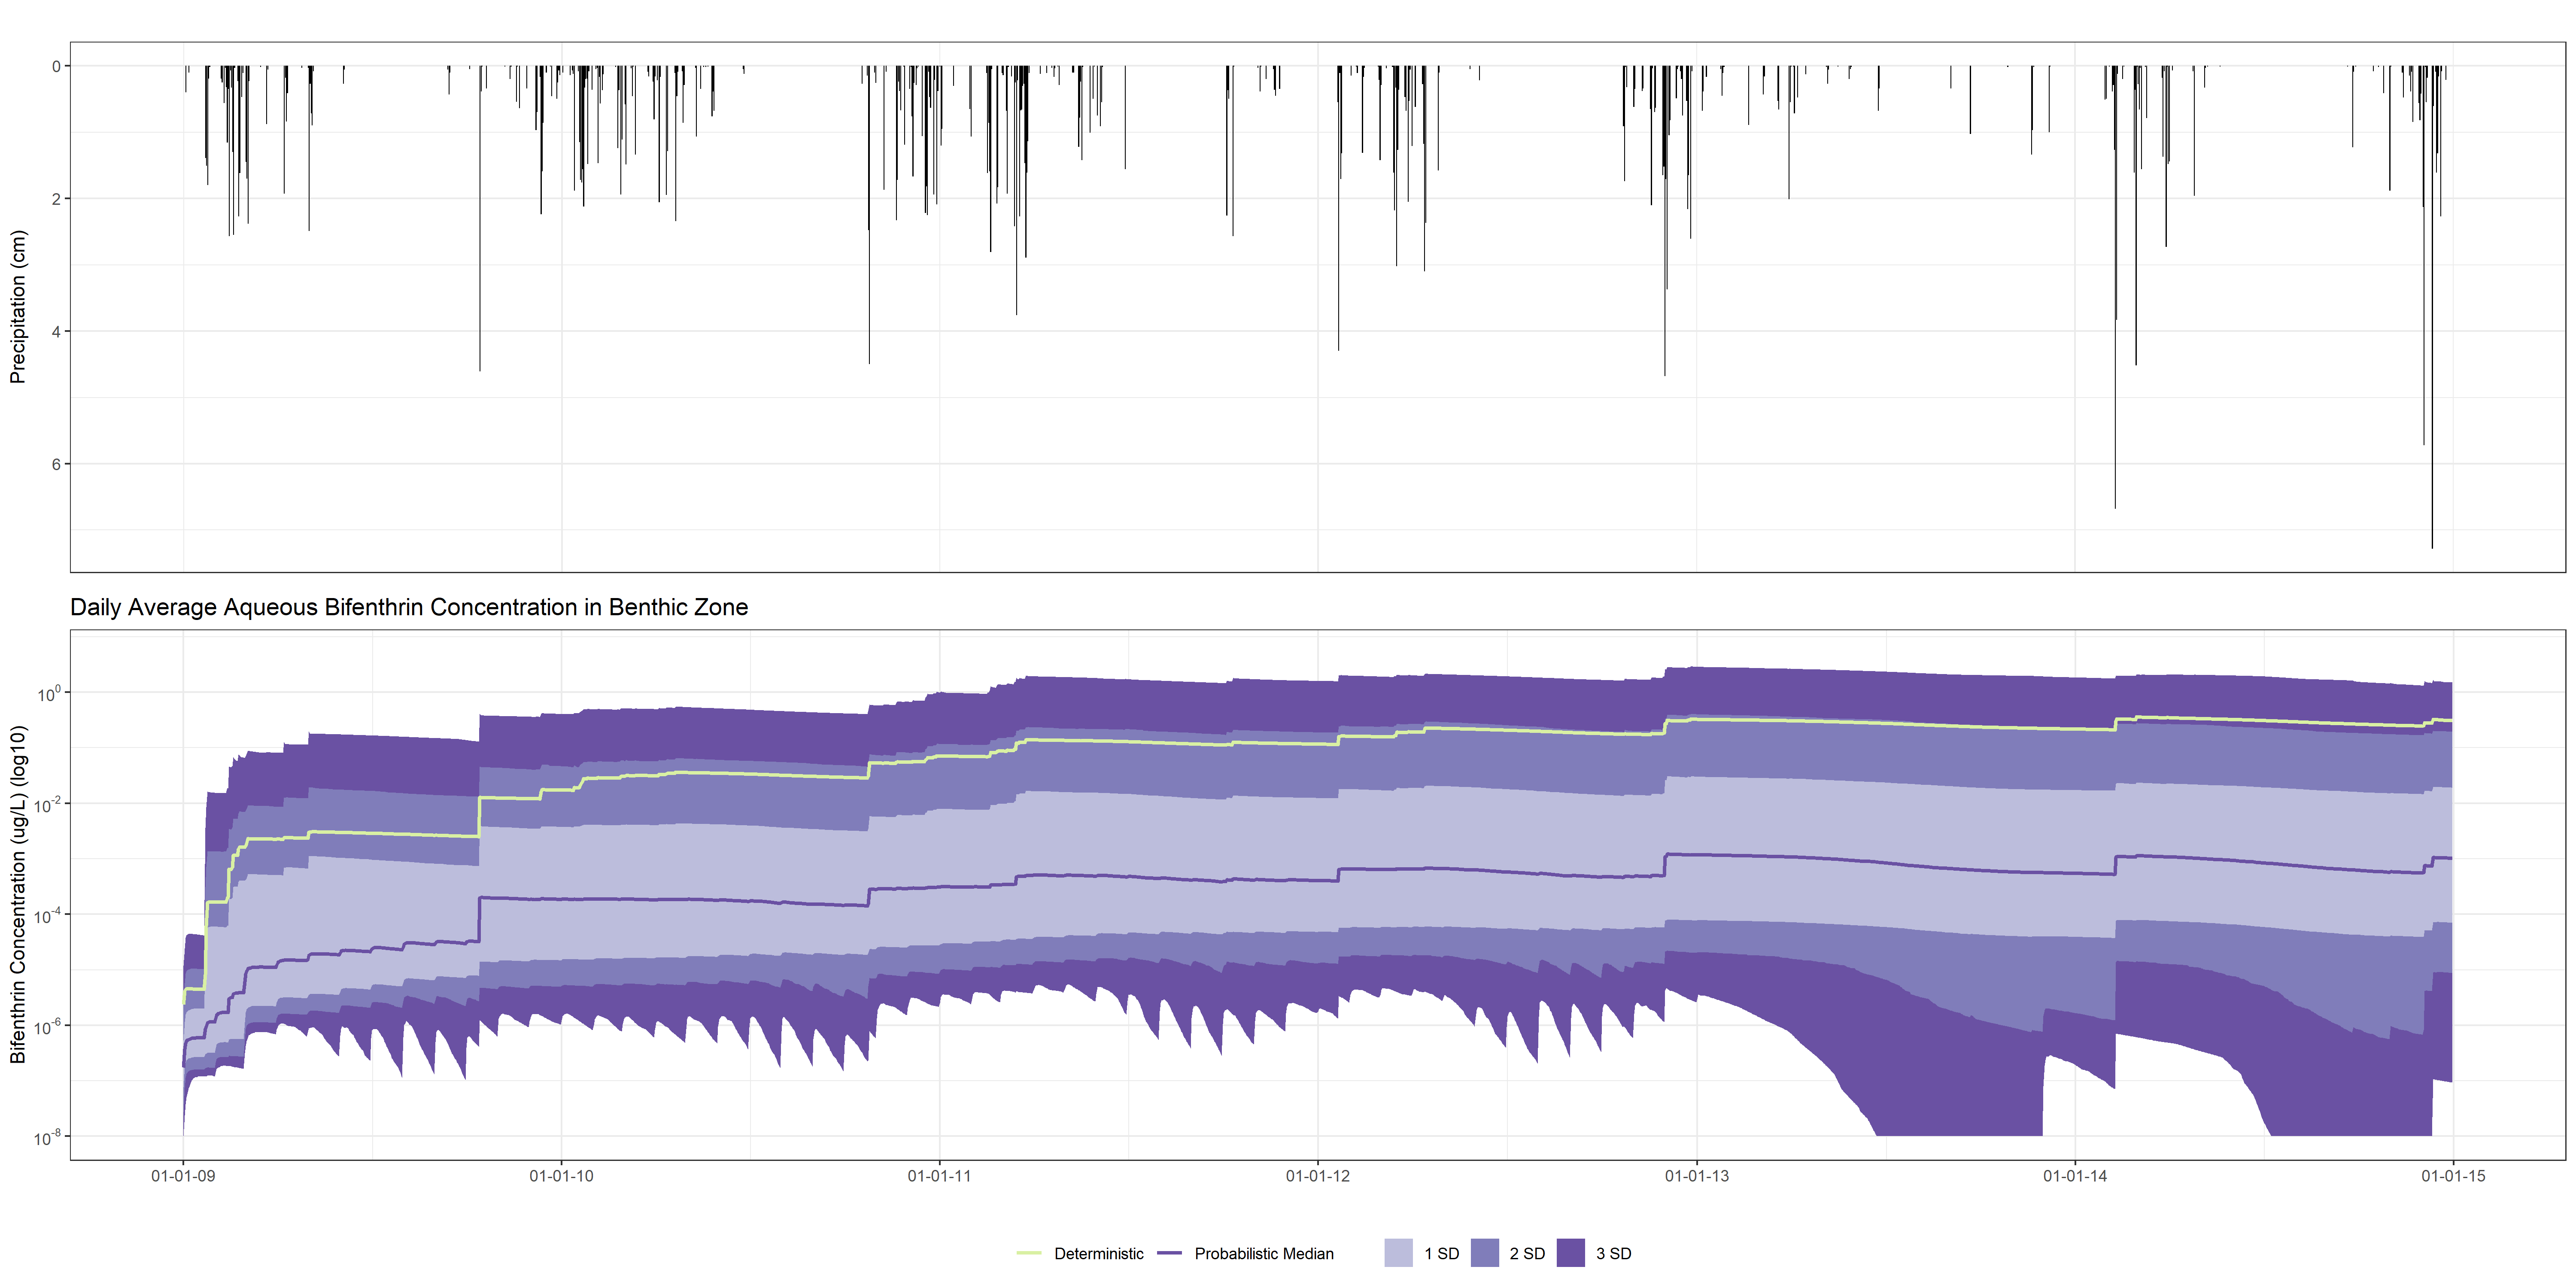 0
2
4
6
Precipitation (cm)
Daily Average Aqueous Bifenthrin Concentration in Benthic Zone
10^0
10^-2
10^-4
10^-6
10^-8
Bifenthrin Concentration (ug/L) (log10)
01-01-09 01-01-10 01-01-11 01-01-12 01-01-13 01-01-14 01-01-15
Deterministic Probabilistic Median 1 SD 2 SD 3 SD